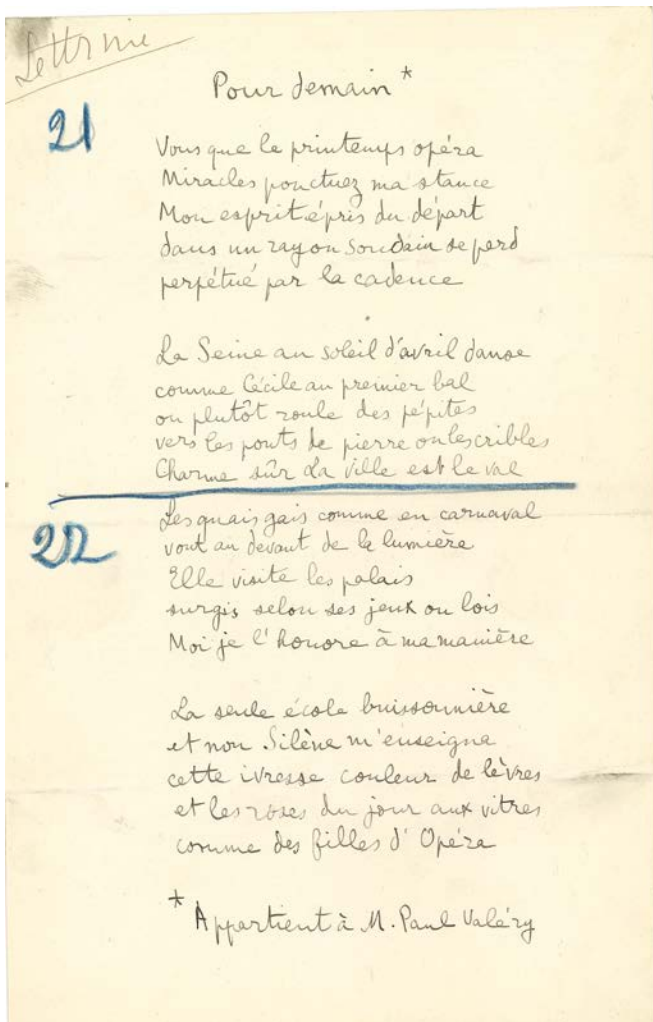 Lettrine
Pour demain *
21
Vous que le printemps opéra
Miracles ponctuez ma stance
Mon esprit épris du départ
dans un rayon soudain se perd
perpétué par la cadence
La Seine au soleil d'avril danse
comme Cécile au premier bal
ou plutôt roule des pépites
vers les ponts de pierre ou les cribles
Charme sûr La ville est le val
22
Les quais gais comme en carnaval
vont au devant de la lumière
Elle visite les palais
surgis selon ses jeux ou lois
Moi je l'honore à ma manière
La seule école buissonnière
et non Silène m'enseigna
cette ivresse couleur de lèvres
et les roses du jour aux vitres
comme des filles d'Opéra
* Appartient à M. Paul Valéry